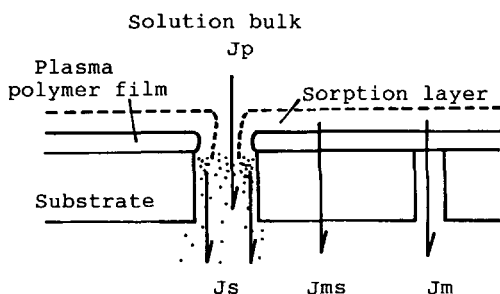 Solution bulk
Jp
Plasma
polymer film
Sorption layer
Substrate
Js
Jms
Jm